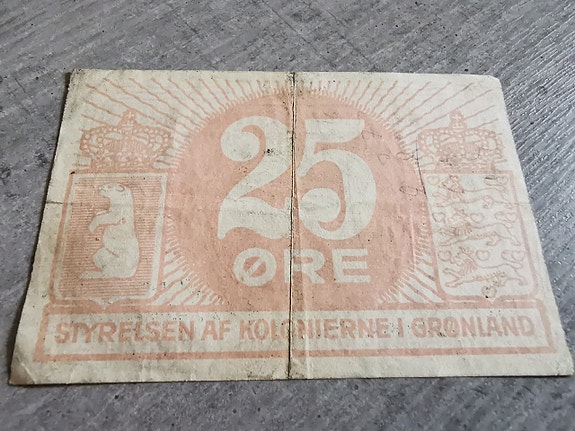 25
ØRE
STYRELSEN AF KOLONIERNE I GRØNLAND